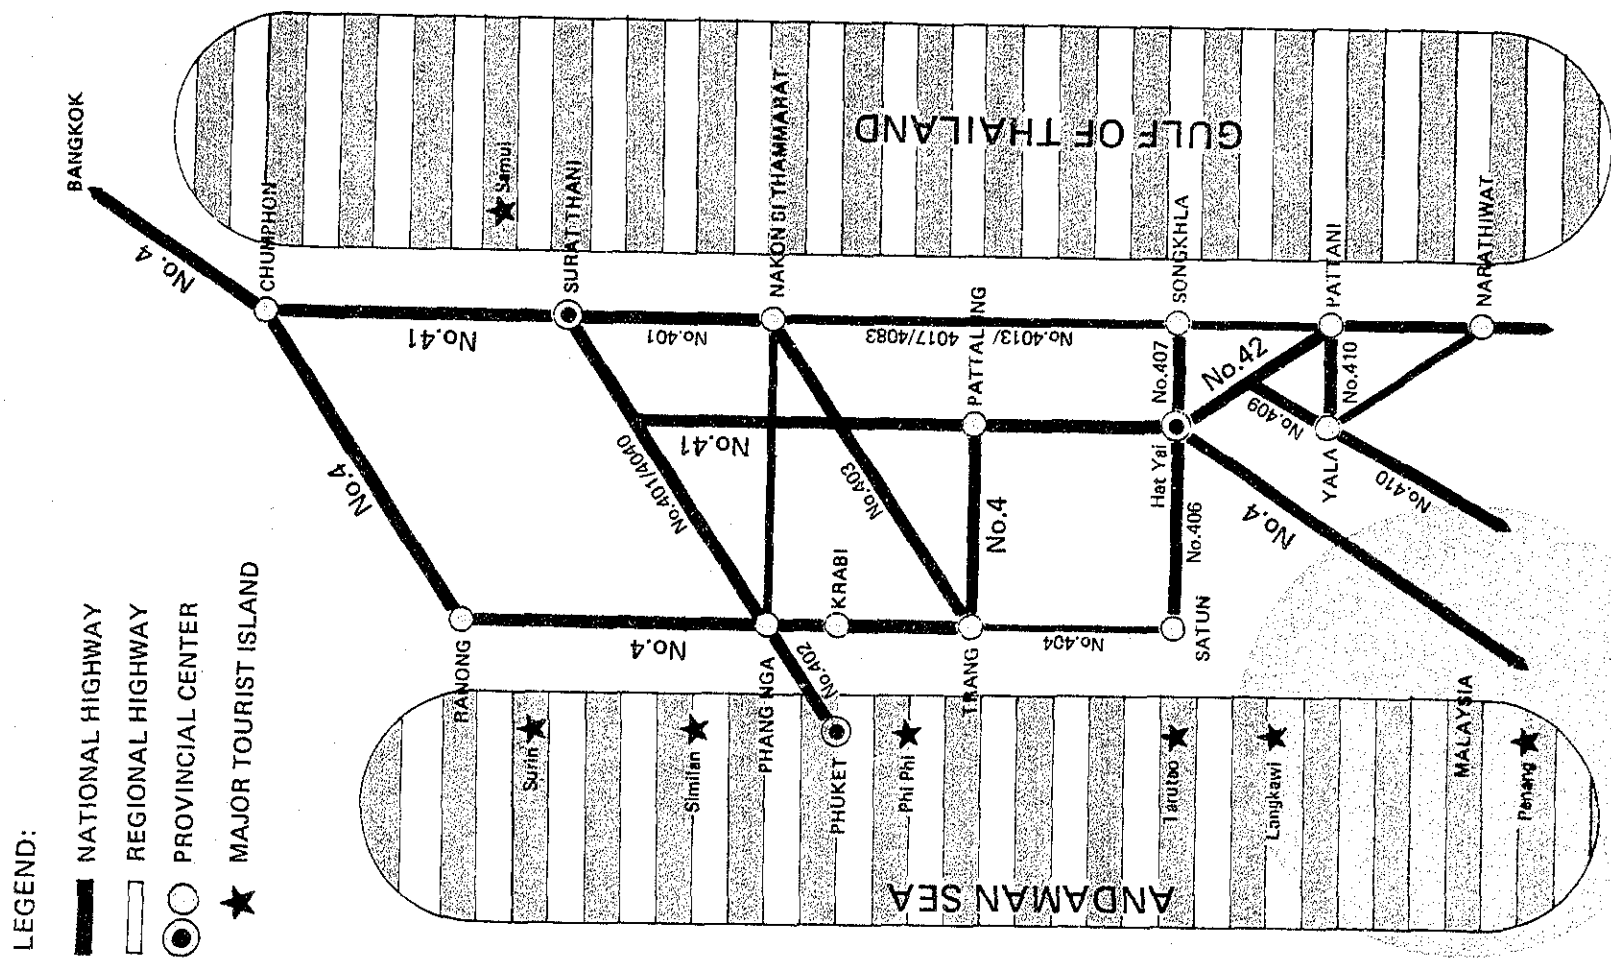 LEGEND:
NATIONAL HIGHWAY
REGIONAL HIGHWAY
PROVINCIAL CENTER
MAJOR TOURIST ISLAND
BANGKOK
No. 4
CHUMPHON
No.41
No.4
RANONG
Samui
SURAT THANI
No.401
No.401/4040
No.41
No.4
NAKON SI THAMMARAT
GULF OF THAILAND
No.4013/
4017/4083
No.403
PATTALUNG
No.4
PHANG NGA
No.402
KRABI
PHUKET
TRANG
No.404
SONGKHLA
No.407
Hat Yai
No.406
SATUN
No.42
No.409
No.410
PATTANI
YALA
No.410
NARATHIWAT
No.4
MALAYSIA
Surin
Similan
Phi Phi
Tarutao
Langkawi
Penang
ANDAMAN SEA